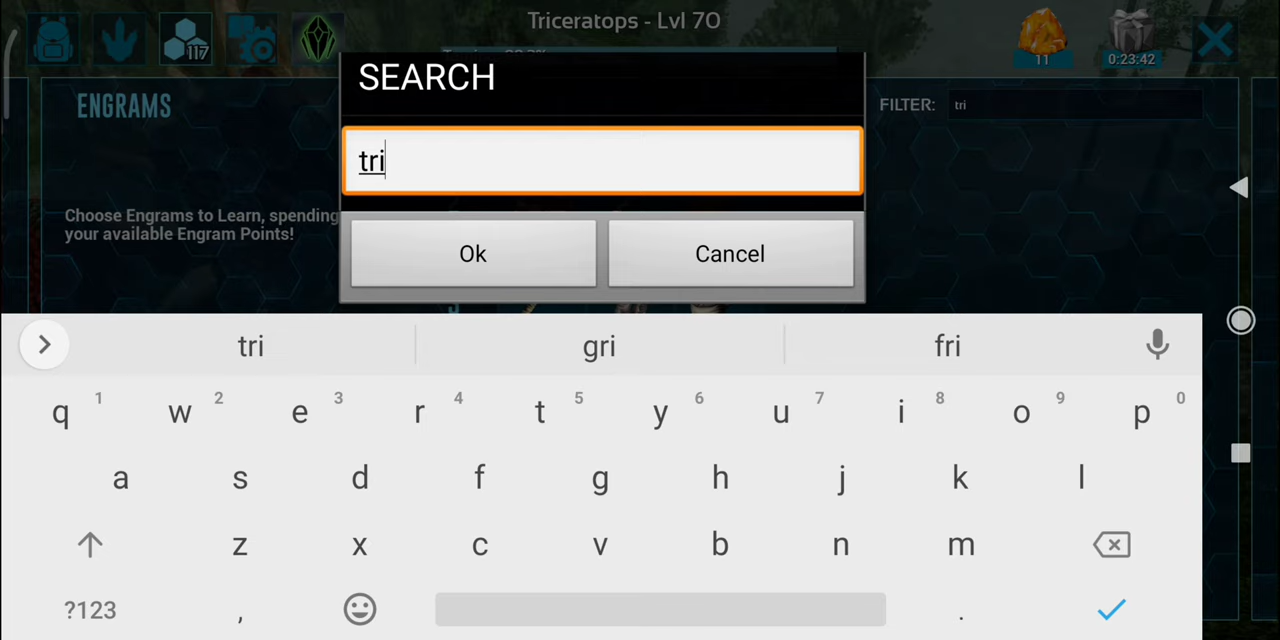 Triceratops - Lvl 70
117
11
0:23:42
SEARCH
ENGRAMS
FILTER:
tri
tri
Choose Engrams to Learn, spending
your available Engram Points!
Ok
Cancel
tri
gri
fri
q 1 w 2 e 3 r 4 t 5 y 6 u 7 i 8 o 9 p 0
a s d f g h j k l
z x c v b n m
?123 , .